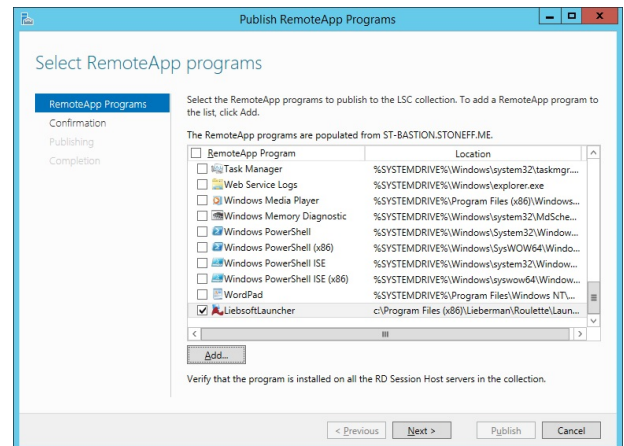 Publish RemoteApp Programs
Select RemoteApp programs
RemoteApp Programs
Confirmation
Publishing
Completion
Select the RemoteApp programs to publish to the LSC collection. To add a RemoteApp program to
the list, click Add.
The RemoteApp programs are populated from ST-BASTION.STONEFF.ME.
RemoteApp Program Location
Task Manager %SYSTEMDRIVE%\Windows\system32\taskmgr....
Web Service Logs %SYSTEMDRIVE%\Windows\explorer.exe
Windows Media Player %SYSTEMDRIVE%\Program Files (x86)\Windows...
Windows Memory Diagnostic %SYSTEMDRIVE%\Windows\system32\MdSche...
Windows PowerShell %SYSTEMDRIVE%\Windows\System32\Window...
Windows PowerShell (x86) %SYSTEMDRIVE%\Windows\SysWOW64\Windo...
Windows PowerShell ISE %SYSTEMDRIVE%\Windows\system32\Window...
Windows PowerShell ISE (x86) %SYSTEMDRIVE%\Windows\syswow64\Window...
WordPad %SYSTEMDRIVE%\Program Files\Windows NT\...
LiebsoftLauncher c:\Program Files (x86)\Lieberman\Roulette\Laun...
Add...
Verify that the program is installed on all the RD Session Host servers in the collection.
< Previous Next > Publish Cancel